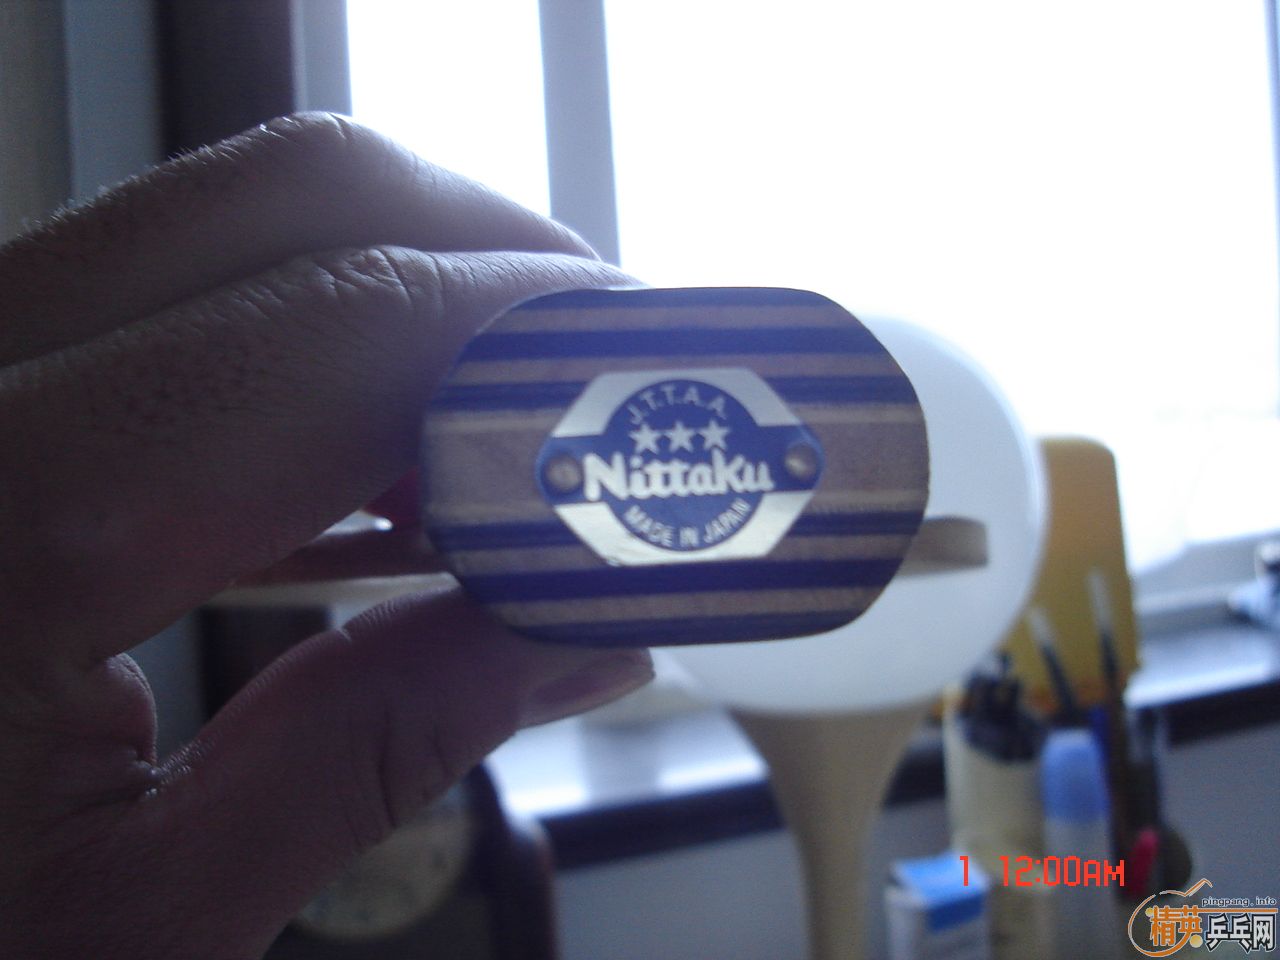 J.T.T.A.A.
Nittaku
MADE IN JAPAN
1 12:00AM
pingpang.info
精英乒乓网